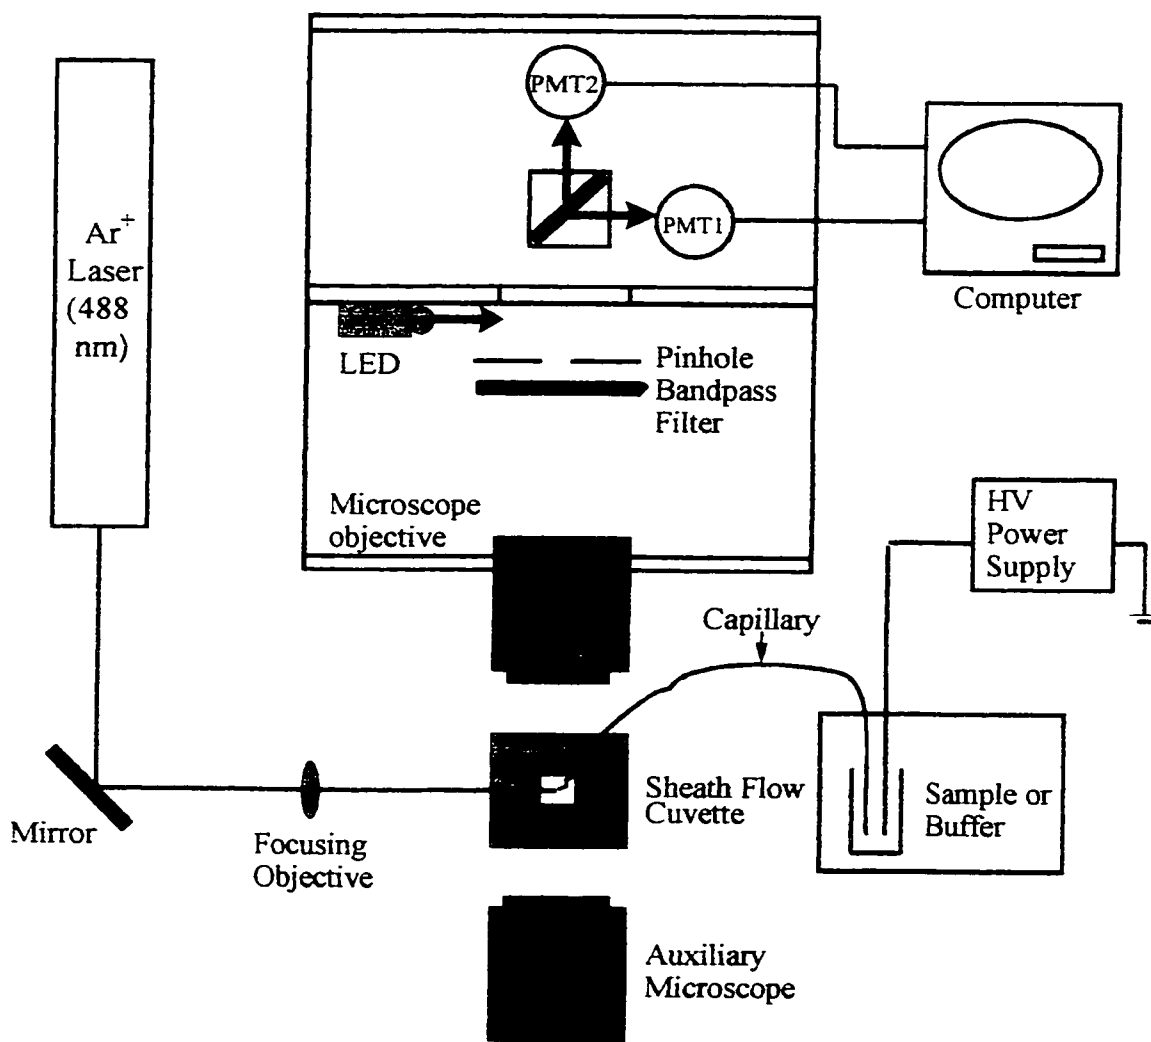 PMT2
PMT1
Ar+
Laser
(488
nm)
Computer
LED
Pinhole
Bandpass
Filter
Microscope
objective
HV
Power
Supply
Capillary
Sheath Flow
Cuvette
Sample or
Buffer
Mirror
Focusing
Objective
Auxiliary
Microscope